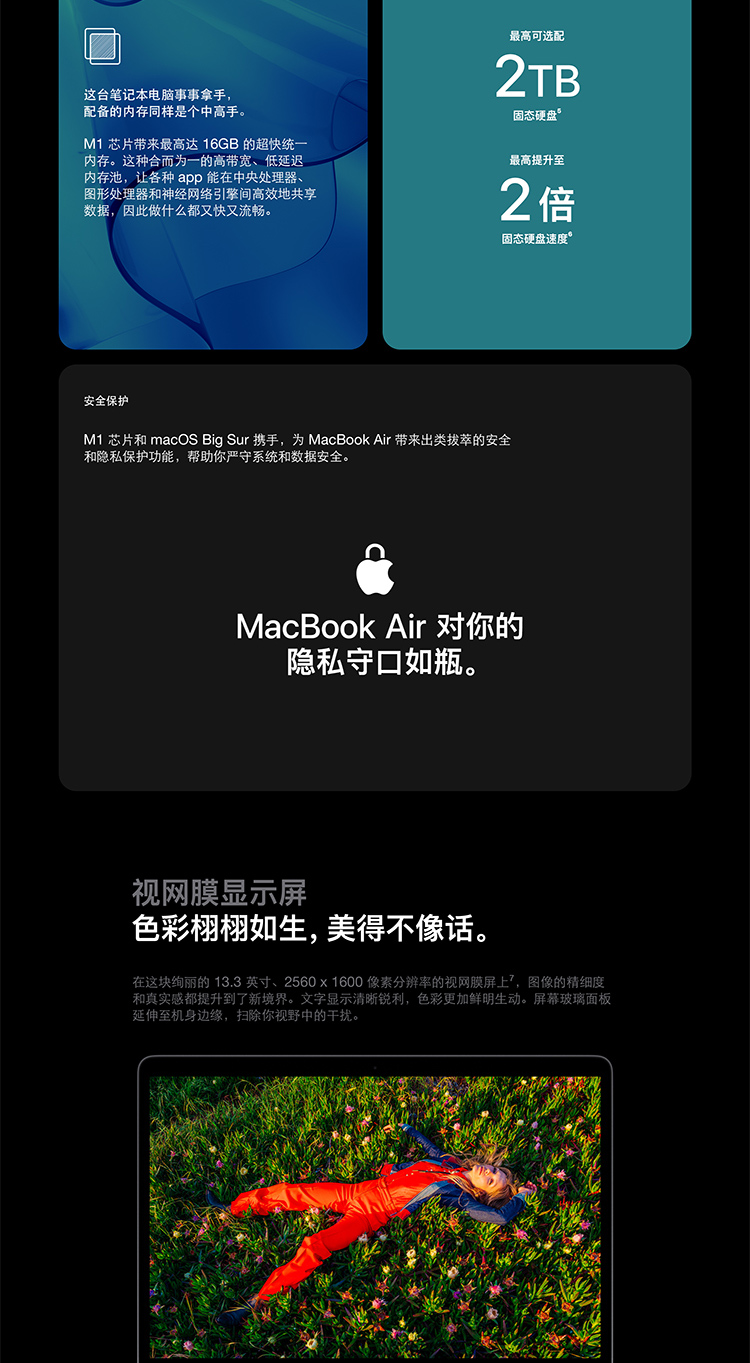 这台笔记本电脑事事拿手，
配备的内存同样是个中高手。
M1 芯片带来最高达 16GB 的超快统一
内存。这种合而为一的高带宽、低延迟
内存池，让各种 app 能在中央处理器、
图形处理器和神经网络引擎间高效地共享
数据，因此做什么都又快又流畅。
最高可选配
2TB
固态硬盘⁵
最高提升至
2 倍
固态硬盘速度⁶
安全保护
M1 芯片和 macOS Big Sur 携手，为 MacBook Air 带来出类拔萃的安全
和隐私保护功能，帮助你严守系统和数据安全。
MacBook Air 对你的
隐私守口如瓶。
视网膜显示屏
色彩栩栩如生，美得不像话。
在这块绚丽的 13.3 英寸、2560 x 1600 像素分辨率的视网膜屏上⁷，图像的精细度
和真实感都提升到了新境界。文字显示清晰锐利，色彩更加鲜明生动。屏幕玻璃面板
延伸至机身边缘，扫除你视野中的干扰。